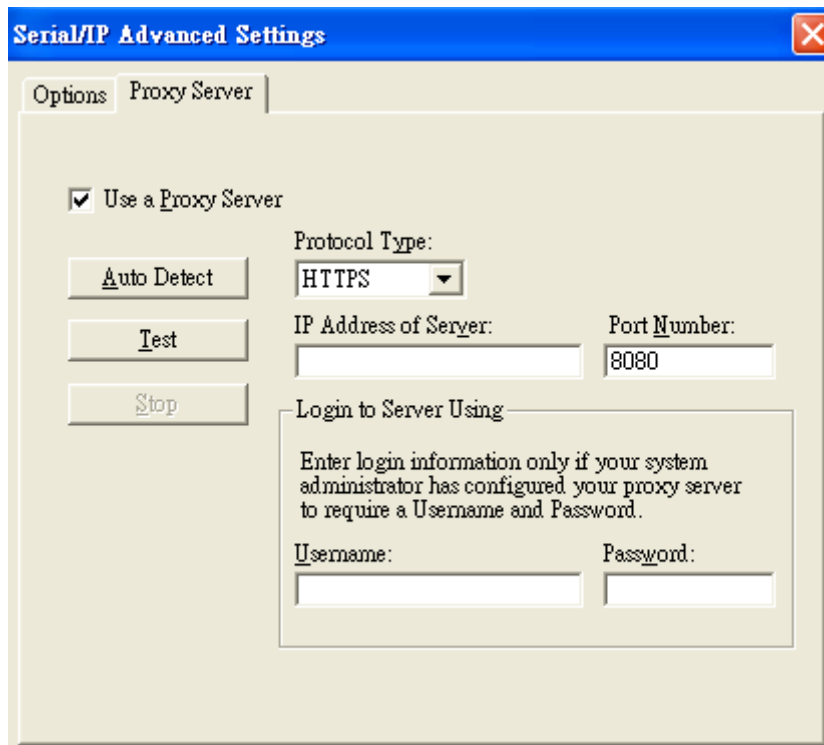 Serial/IP Advanced Settings
Options
Proxy Server
Use a Proxy Server
Auto Detect
Test
Stop
Protocol Type:
HTTPS
IP Address of Server:
Port Number:
8080
Login to Server Using
Enter login information only if your system
administrator has configured your proxy server
to require a Username and Password.
Username:
Password: